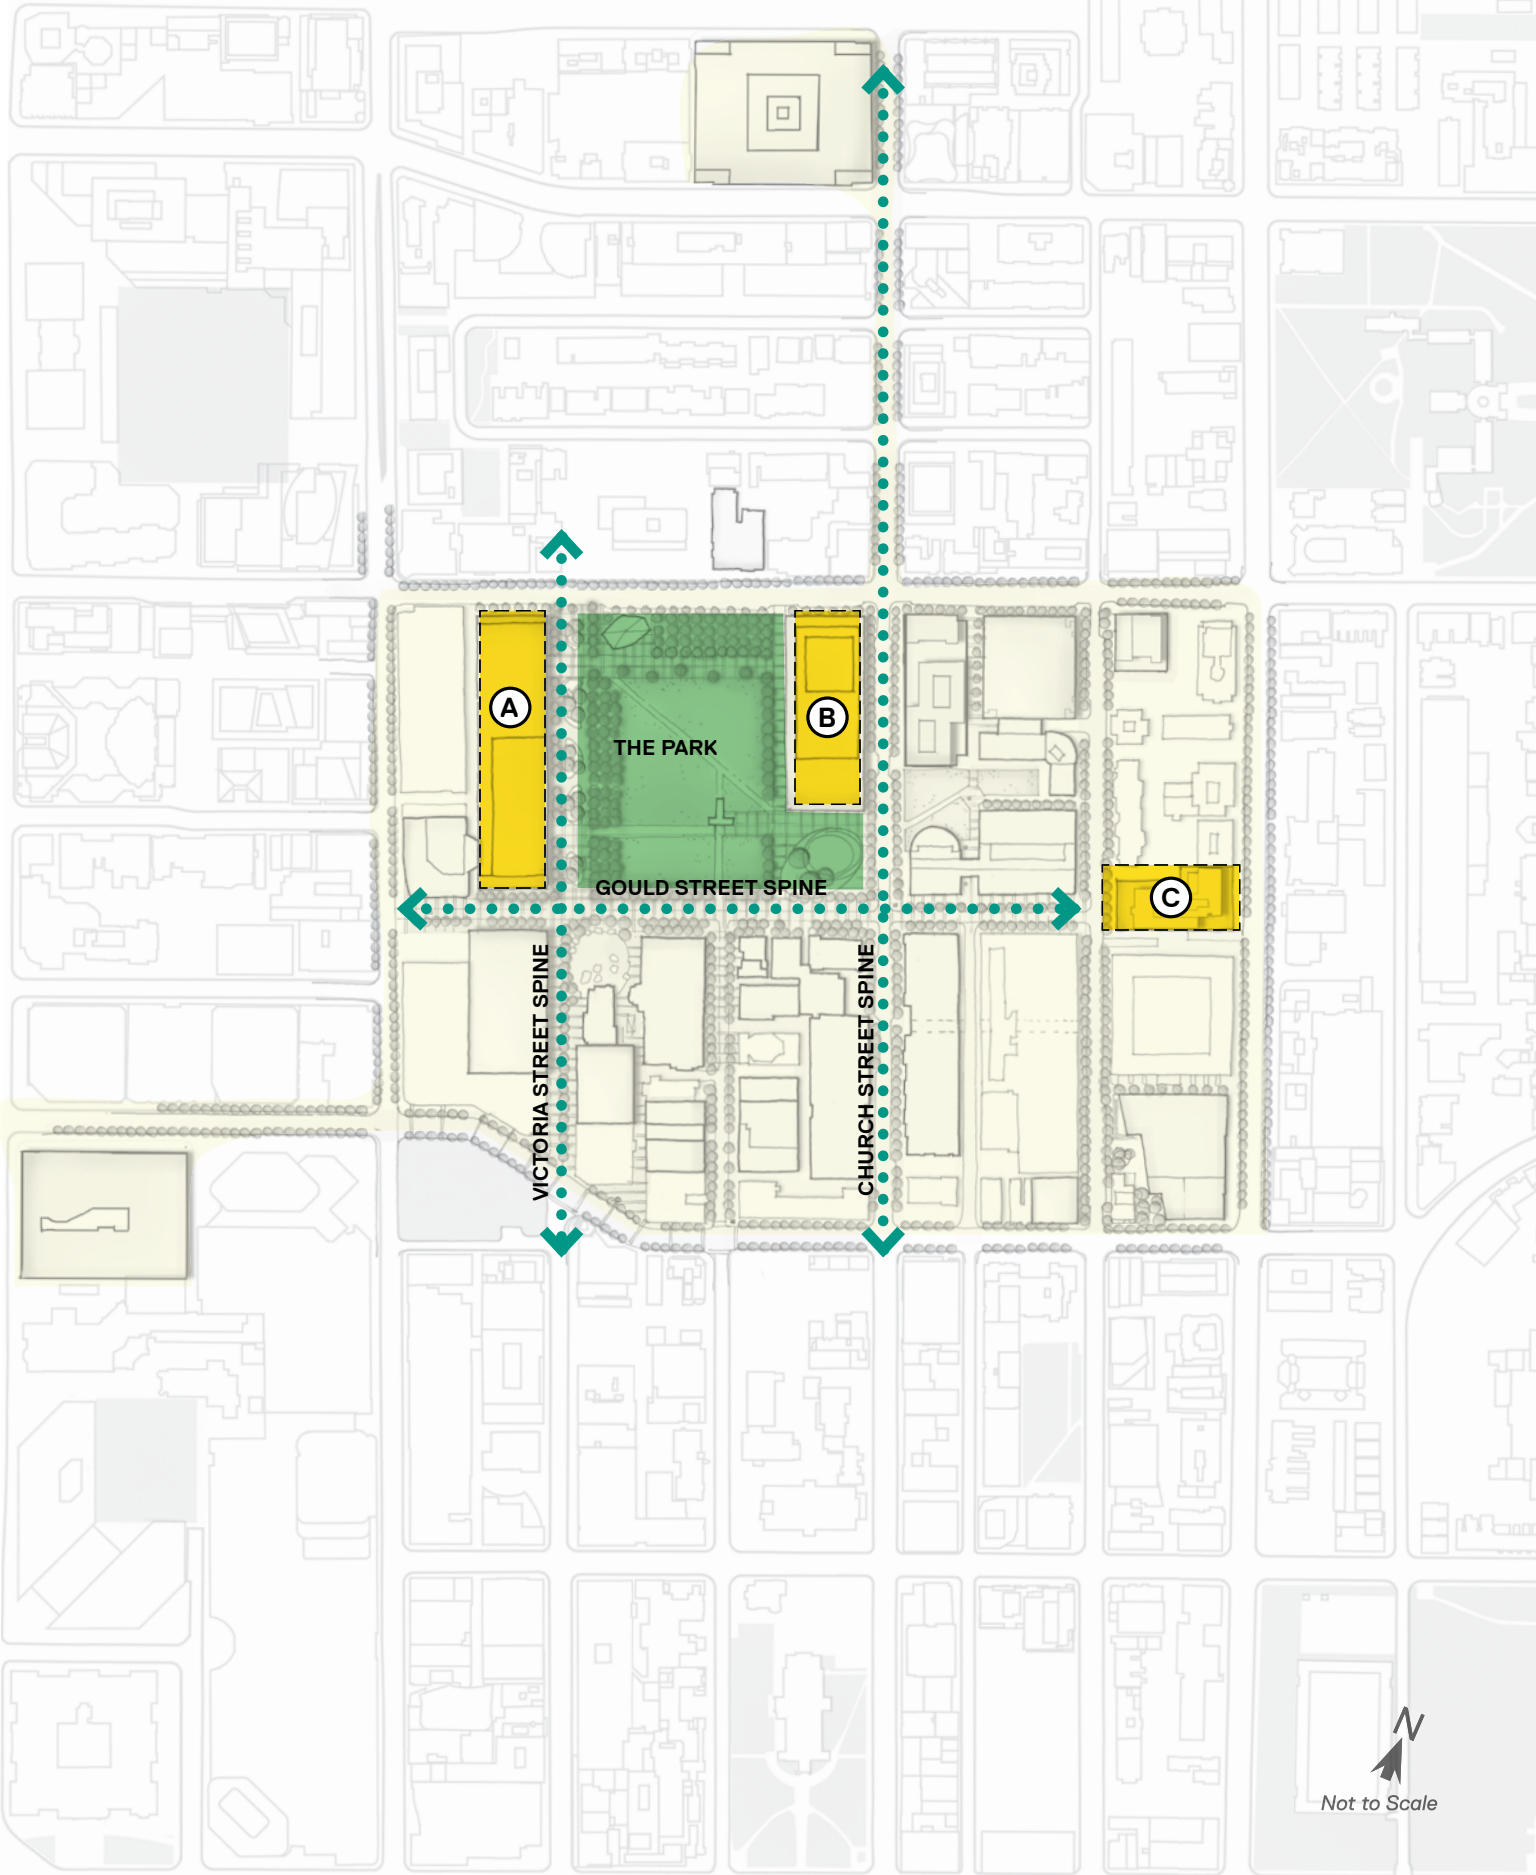 A
B
THE PARK
GOULD STREET SPINE
C
VICTORIA STREET SPINE
CHURCH STREET SPINE
N
Not to Scale